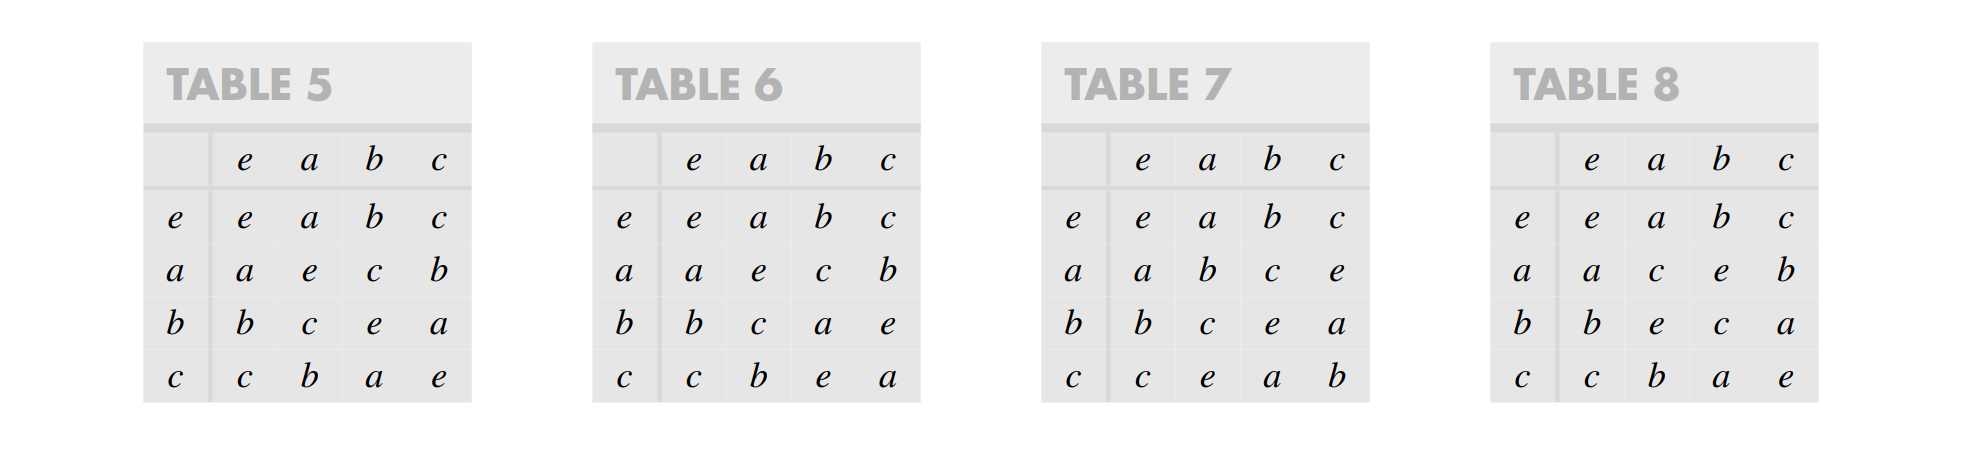 TABLE 5 TABLE 6 TABLE 7 TABLE 8
e a b c e a b c e a b c e a b c
e e a b c e e a b c e e a b c e e a b c
a a e c b a a e c b a a b c e a a c e b
b b c e a b b c a e b b c e a b b e c a
c c b a e c c b e a c c e a b c c b a e